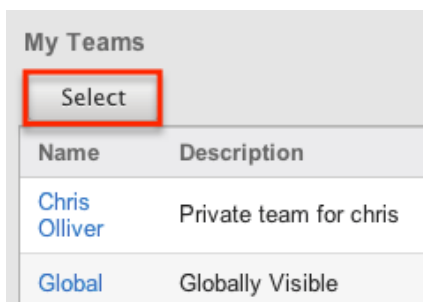 My Teams
Select
Name Description
Chris
Olliver Private team for chris
Global Globally Visible